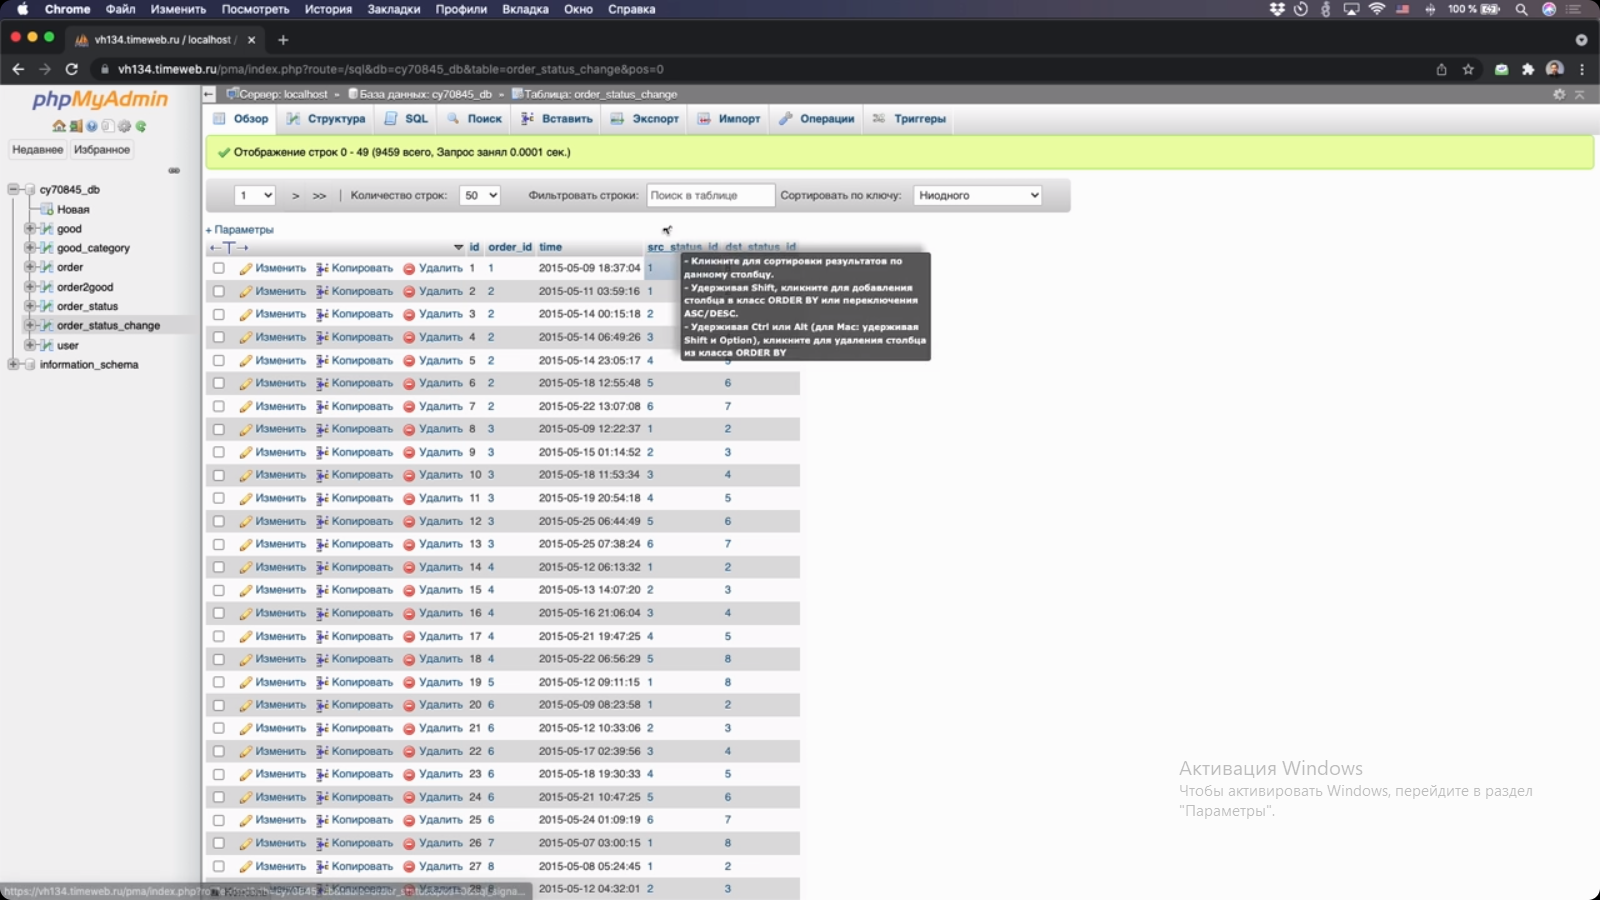 Chrome Файл Изменить Посмотреть История Закладки Профили Вкладка Окно Справка 100 %
vh134.timeweb.ru / localhost /
vh134.timeweb.ru/pma/index.php?route=/sql&db=cy70845_db&table=order_status_change&pos=0
phpMyAdmin
Недавнее Избранное
cy70845_db
Новая
good
good_category
order
order2good
order_status
order_status_change
user
information_schema
Сервер: localhost » База данных: cy70845_db » Таблица: order_status_change
Обзор Структура SQL Поиск Вставить Экспорт Импорт Операции Триггеры
Отображение строк 0 - 49 (9459 всего, Запрос занял 0.0001 сек.)
1 > >> | Количество строк: 50 Фильтровать строки: Поиск в таблице Сортировать по ключу: Ниодного
+ Параметры
←T→ id order_id time src_status_id dst_status_id
Изменить Копировать Удалить 1 1 2015-05-09 18:37:04 1
Изменить Копировать Удалить 2 2 2015-05-11 03:59:16 1
Изменить Копировать Удалить 3 2 2015-05-14 00:15:18 2
Изменить Копировать Удалить 4 2 2015-05-14 06:49:26 3
Изменить Копировать Удалить 5 2 2015-05-14 23:05:17 4
Изменить Копировать Удалить 6 2 2015-05-18 12:55:48 5 6
Изменить Копировать Удалить 7 2 2015-05-22 13:07:08 6 7
Изменить Копировать Удалить 8 3 2015-05-09 12:22:37 1 2
Изменить Копировать Удалить 9 3 2015-05-15 01:14:52 2 3
Изменить Копировать Удалить 10 3 2015-05-18 11:53:34 3 4
Изменить Копировать Удалить 11 3 2015-05-19 20:54:18 4 5
Изменить Копировать Удалить 12 3 2015-05-25 06:44:49 5 6
Изменить Копировать Удалить 13 3 2015-05-25 07:38:24 6 7
Изменить Копировать Удалить 14 4 2015-05-12 06:13:32 1 2
Изменить Копировать Удалить 15 4 2015-05-13 14:07:20 2 3
Изменить Копировать Удалить 16 4 2015-05-16 21:06:04 3 4
Изменить Копировать Удалить 17 4 2015-05-21 19:47:25 4 5
Изменить Копировать Удалить 18 4 2015-05-22 06:56:29 5 8
Изменить Копировать Удалить 19 5 2015-05-12 09:11:15 1 8
Изменить Копировать Удалить 20 6 2015-05-09 08:23:58 1 2
Изменить Копировать Удалить 21 6 2015-05-12 10:33:06 2 3
Изменить Копировать Удалить 22 6 2015-05-17 02:39:56 3 4
Изменить Копировать Удалить 23 6 2015-05-18 19:30:33 4 5
Изменить Копировать Удалить 24 6 2015-05-21 10:47:25 5 6
Изменить Копировать Удалить 25 6 2015-05-24 01:09:19 6 7
Изменить Копировать Удалить 26 7 2015-05-07 03:00:15 1 8
Изменить Копировать Удалить 27 8 2015-05-08 05:24:45 1 2
2015-05-12 04:32:01 2 3
- Кликните для сортировки результатов по
данному столбцу.
- Удерживая Shift, кликните для добавления
столбца в класс ORDER BY или переключения
ASC/DESC.
- Удерживая Ctrl или Alt (для Mac: удерживая
Shift и Option), кликните для удаления столбца
из класса ORDER BY
Активация Windows
Чтобы активировать Windows, перейдите в раздел
"Параметры".